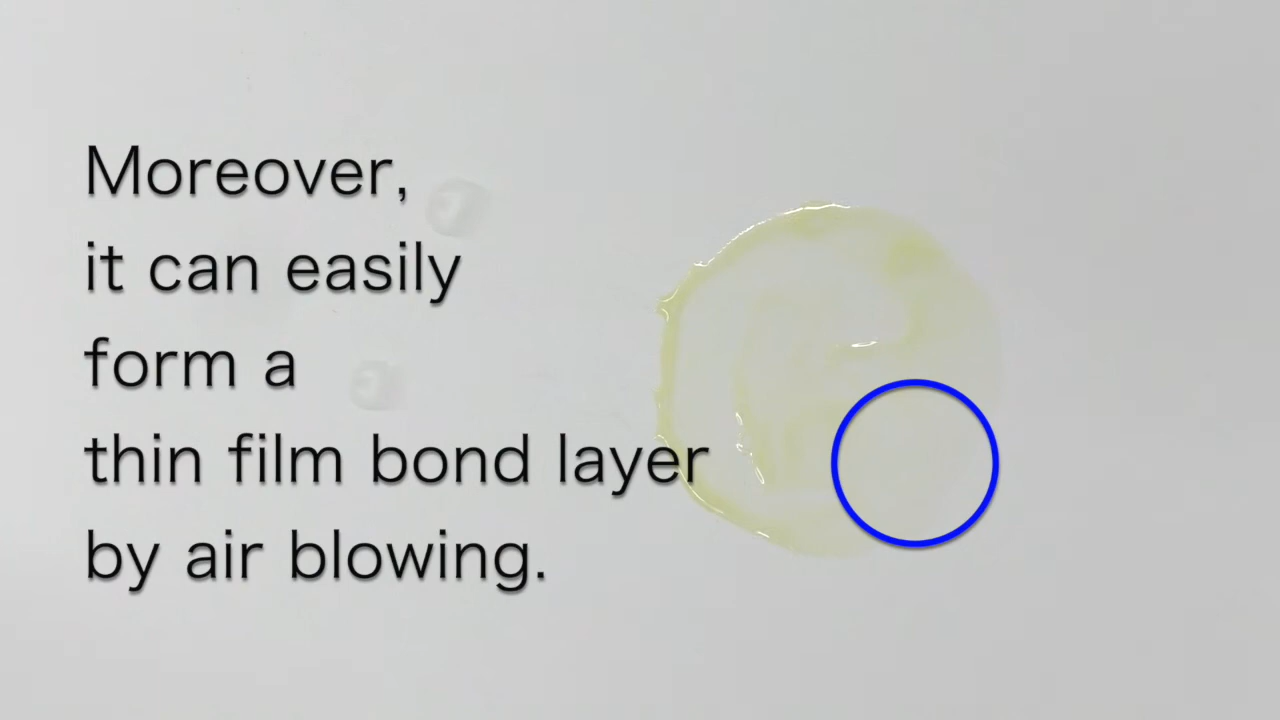 Moreover,
it can easily
form a
thin film bond layer
by air blowing.